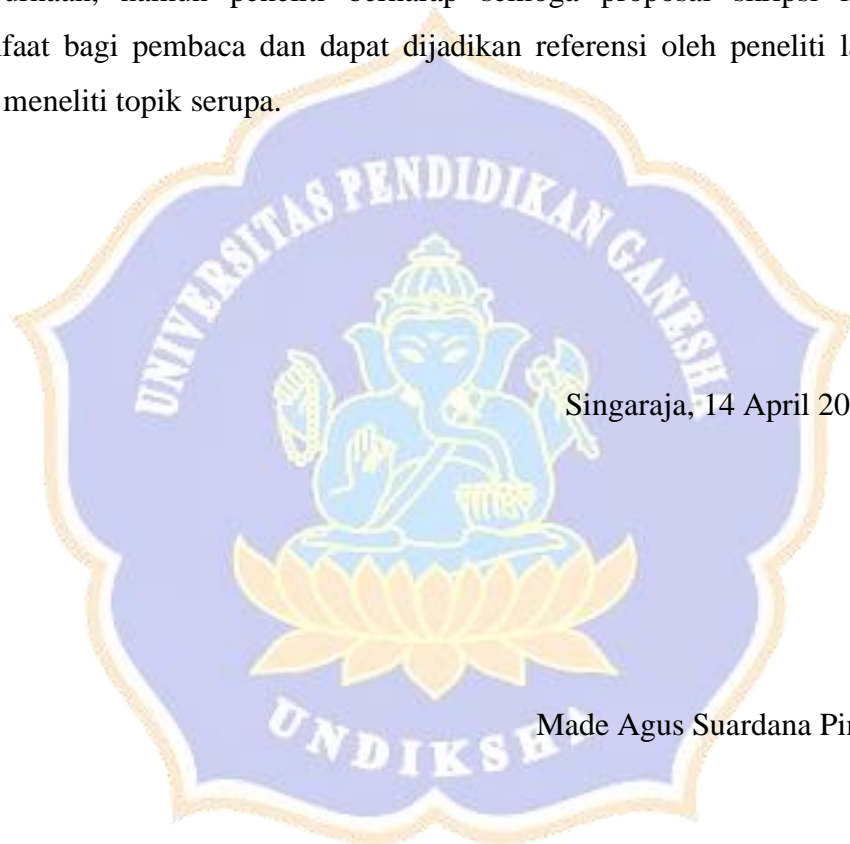 faat bagi pembaca dan dapat dijadikan referensi oleh peneliti
meneliti topik serupa.
UNIVERSITAS PENDIDIKAN GANESHA
Singaraja, 14 April 20
Made Agus Suardana
UNDIKSHA